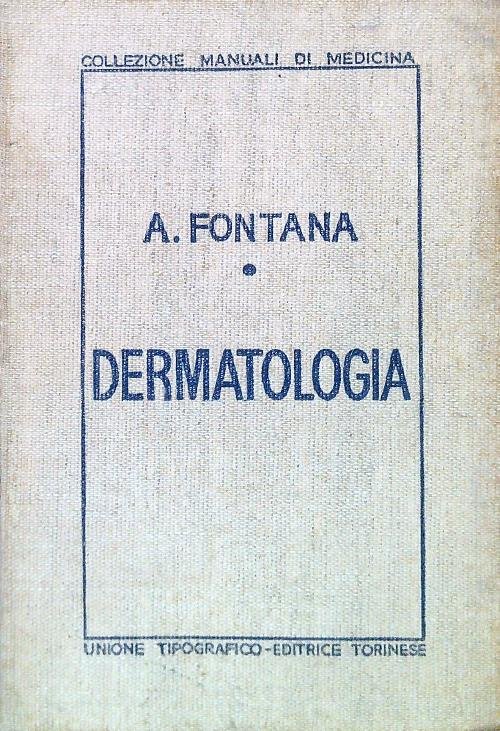 COLLEZIONE MANUALI DI MEDICINA
A. FONTANA
•
DERMATOLOGIA
UNIONE TIPOGRAFICO-EDITRICE TORINESE